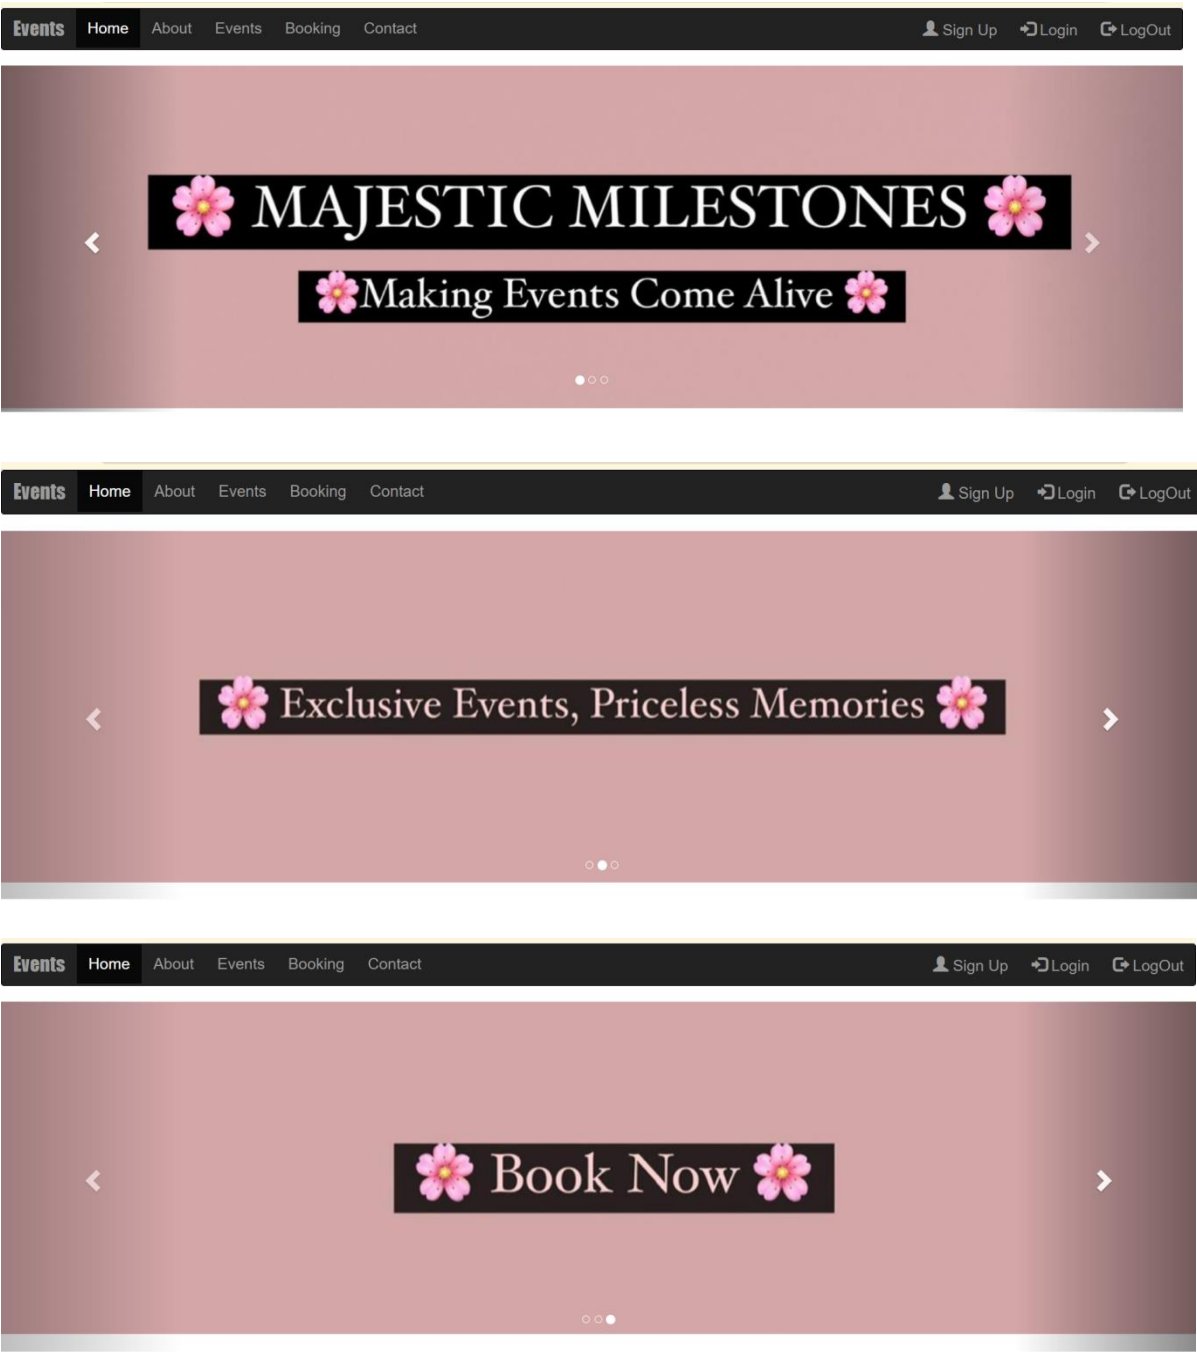 Events Home About Events Booking Contact Sign Up Login LogOut
🌸 MAJESTIC MILESTONES 🌸
🌸Making Events Come Alive 🌸
Events Home About Events Booking Contact Sign Up Login LogOut
🌸 Exclusive Events, Priceless Memories 🌸
Events Home About Events Booking Contact Sign Up Login LogOut
🌸 Book Now 🌸